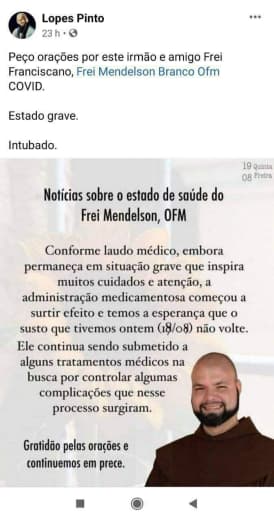 Lopes Pinto
23 h
Peço orações por este irmão e amigo Frei
Franciscano, Frei Mendelson Branco Ofm
COVID.
Estado grave.
Intubado.
19 Quinta
08 Freira
Notícias sobre o estado de saúde do
Frei Mendelson, OFM
Conforme laudo médico, embora
permaneça em situação grave que inspira
muitos cuidados e atenção, a
administração medicamentosa começou a
surtir efeito e temos a esperança que o
susto que tivemos ontem (18/08) não volte.
Ele continua sendo submetido a
alguns tratamentos médicos na
busca por controlar algumas
complicações que nesse
processo surgiram.
Gratidão pelas orações e
continuemos em prece.